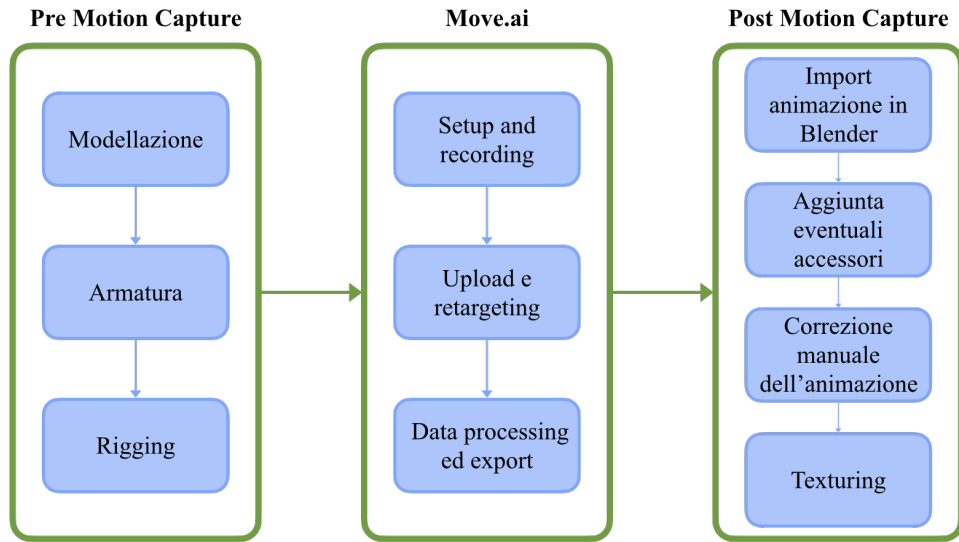 Pre Motion Capture
Modellazione
Armatura
Rigging
Move.ai
Setup and
recording
Upload e
retargeting
Data processing
ed export
Post Motion Capture
Import
animazione in
Blender
Aggiunta
eventuali
accessori
Correzione
manuale
dell’animazione
Texturing